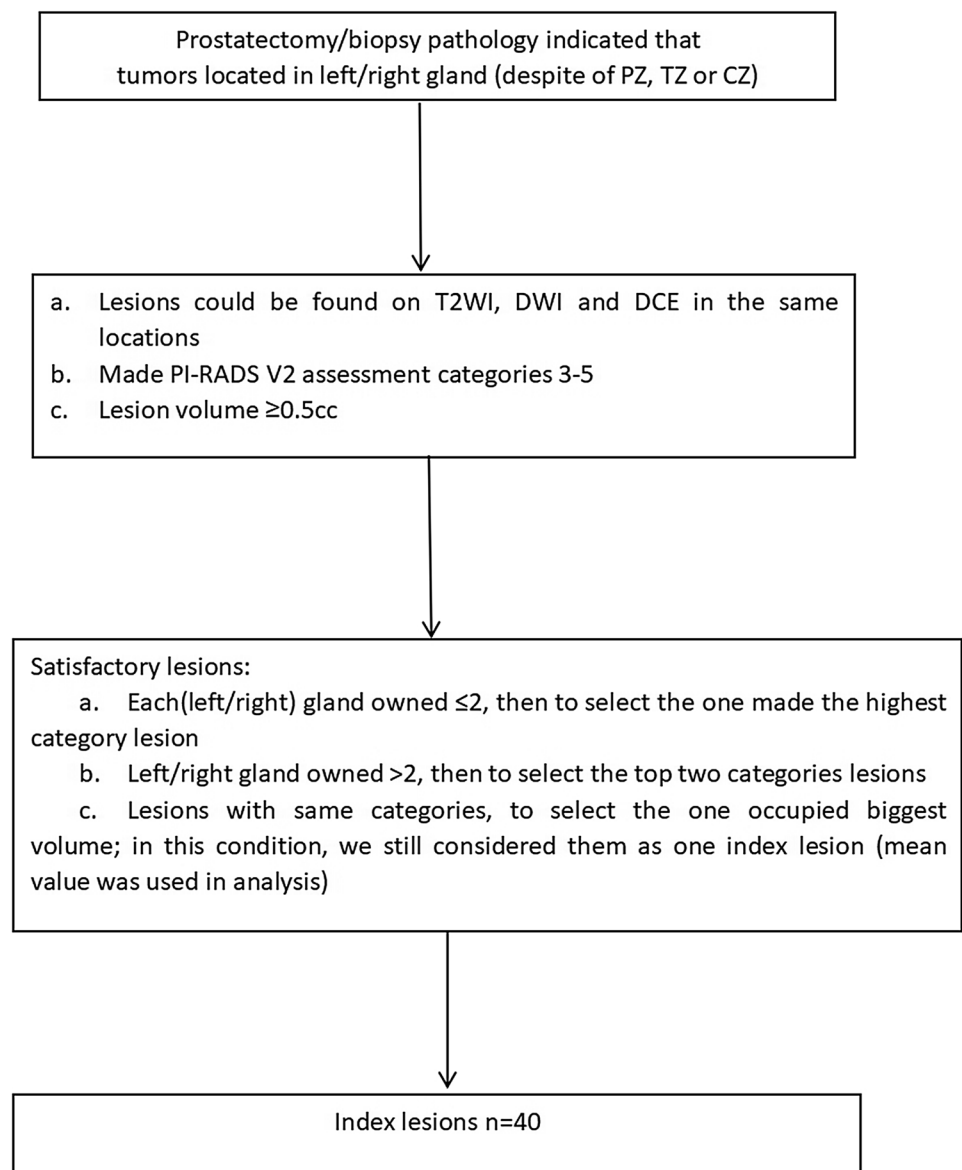 Prostatectomy/biopsy pathology indicated that
tumors located in left/right gland (despite of PZ, TZ or CZ)
a. Lesions could be found on T2WI, DWI and DCE in the same
locations
b. Made PI-RADS V2 assessment categories 3-5
c. Lesion volume ≥0.5cc
Satisfactory lesions:
a. Each(left/right) gland owned ≤2, then to select the one made the highest
category lesion
b. Left/right gland owned >2, then to select the top two categories lesions
c. Lesions with same categories, to select the one occupied biggest
volume; in this condition, we still considered them as one index lesion (mean
value was used in analysis)
Index lesions n=40